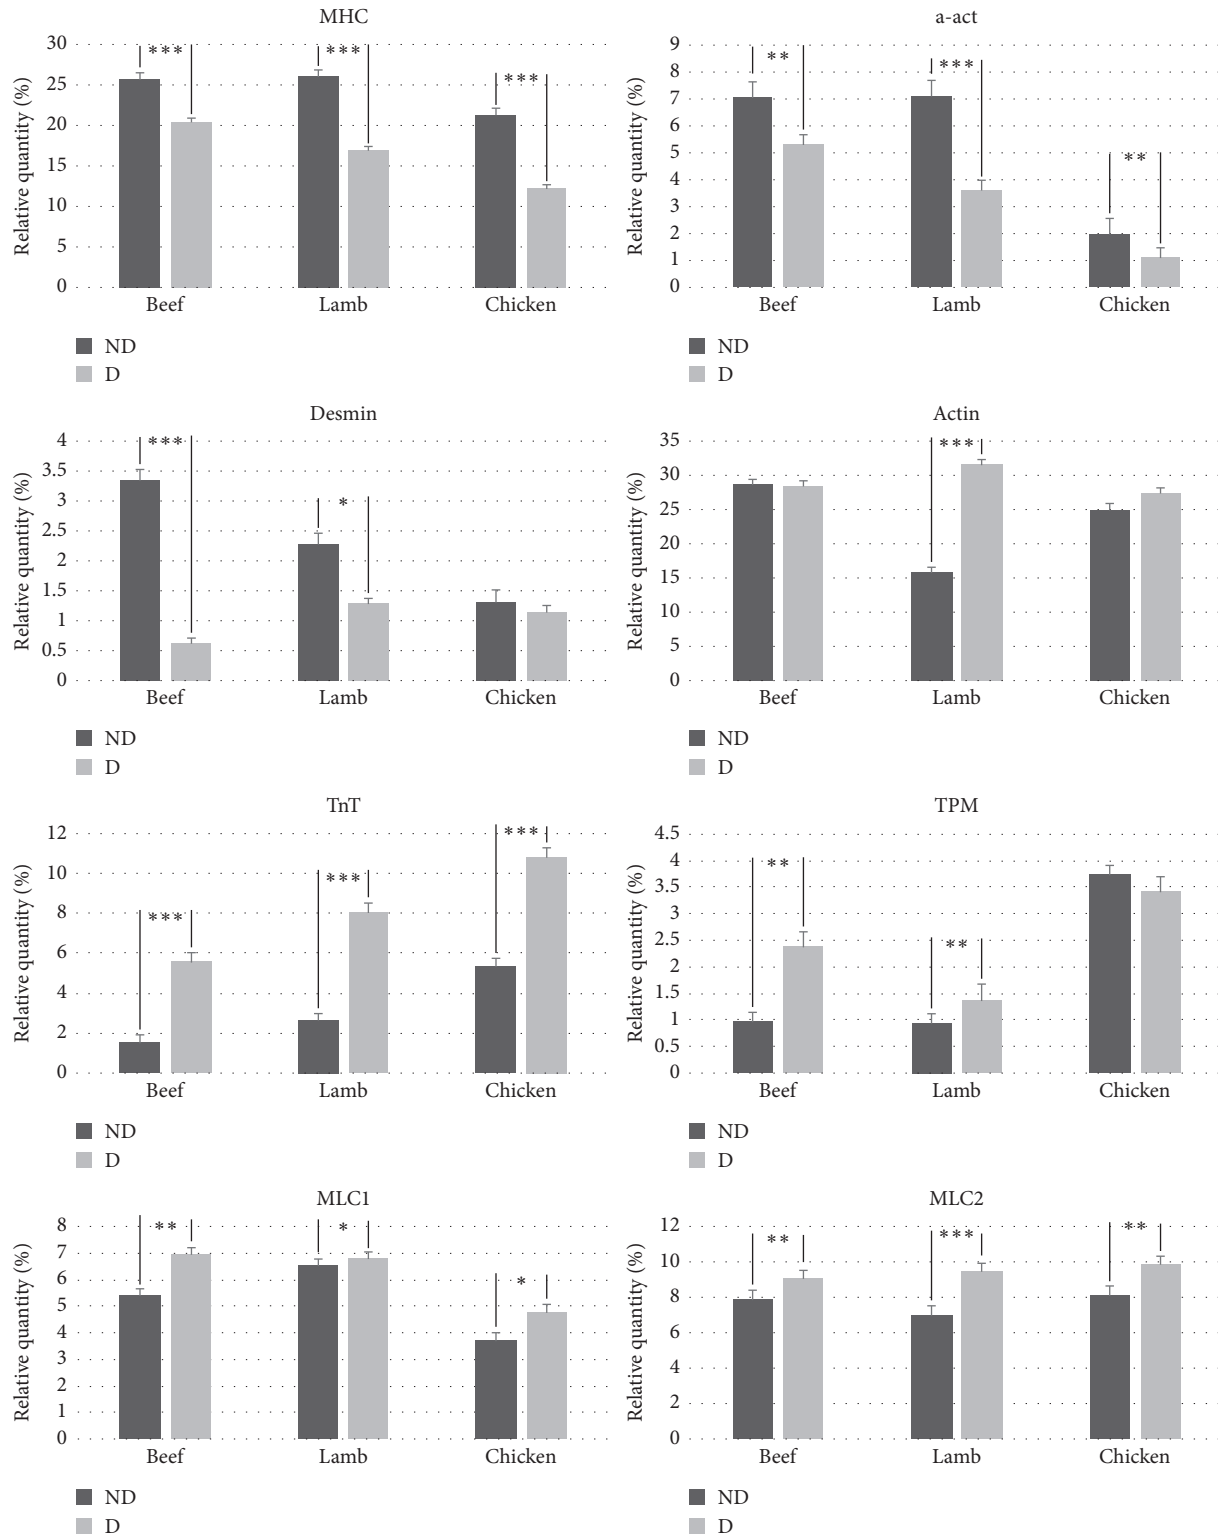 MHC
Relative quantity (%)
30
25
20
15
10
5
0
***
***
***
Beef Lamb Chicken
ND
D
a-act
Relative quantity (%)
9
8
7
6
5
4
3
2
1
0
**
***
**
Beef Lamb Chicken
ND
D
Desmin
Relative quantity (%)
4
3.5
3
2.5
2
1.5
1
0.5
0
***
*
Beef Lamb Chicken
ND
D
Actin
Relative quantity (%)
35
30
25
20
15
10
5
0
***
Beef Lamb Chicken
ND
D
TnT
Relative quantity (%)
12
10
8
6
4
2
0
***
***
***
Beef Lamb Chicken
ND
D
TPM
Relative quantity (%)
4.5
4
3.5
3
2.5
2
1.5
1
0.5
0
**
**
Beef Lamb Chicken
ND
D
MLC1
Relative quantity (%)
8
7
6
5
4
3
2
1
0
**
*
*
Beef Lamb Chicken
ND
D
MLC2
Relative quantity (%)
12
10
8
6
4
2
0
**
***
**
Beef Lamb Chicken
ND
D